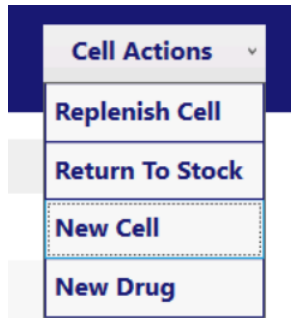 Cell Actions
Replenish Cell
Return To Stock
New Cell
New Drug